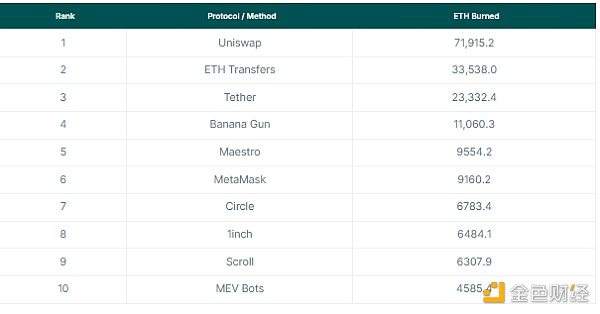 Rank Protocol / Method ETH Burned
1 Uniswap 71,915.2
2 ETH Transfers 33,538.0
3 Tether 23,332.4
4 Banana Gun 11,060.3
5 Maestro 9554.2
6 MetaMask 9160.2
7 Circle 6783.4
8 1inch 6484.1
9 Scroll 6307.9
10 MEV Bots 4585.4
金色财经